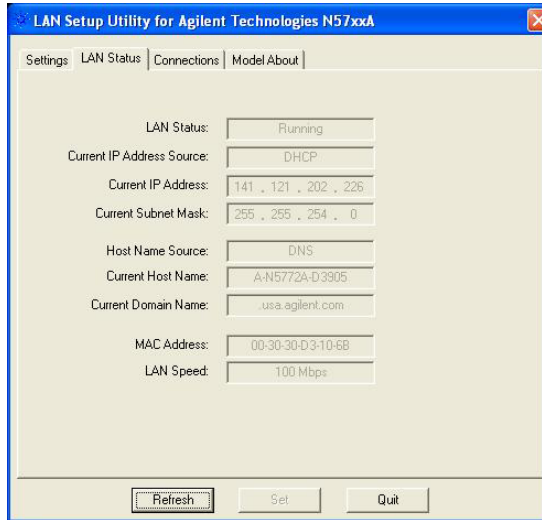 LAN Setup Utility for Agilent Technologies N57xxA
Settings LAN Status Connections Model About
LAN Status: Running
Current IP Address Source: DHCP
Current IP Address: 141 . 121 . 202 . 226
Current Subnet Mask: 255 . 255 . 254 . 0
Host Name Source: DNS
Current Host Name: A-N5772A-D3905
Current Domain Name: .usa.agilent.com
MAC Address: 00-30-30-D3-10-6B
LAN Speed: 100 Mbps
Refresh Set Quit